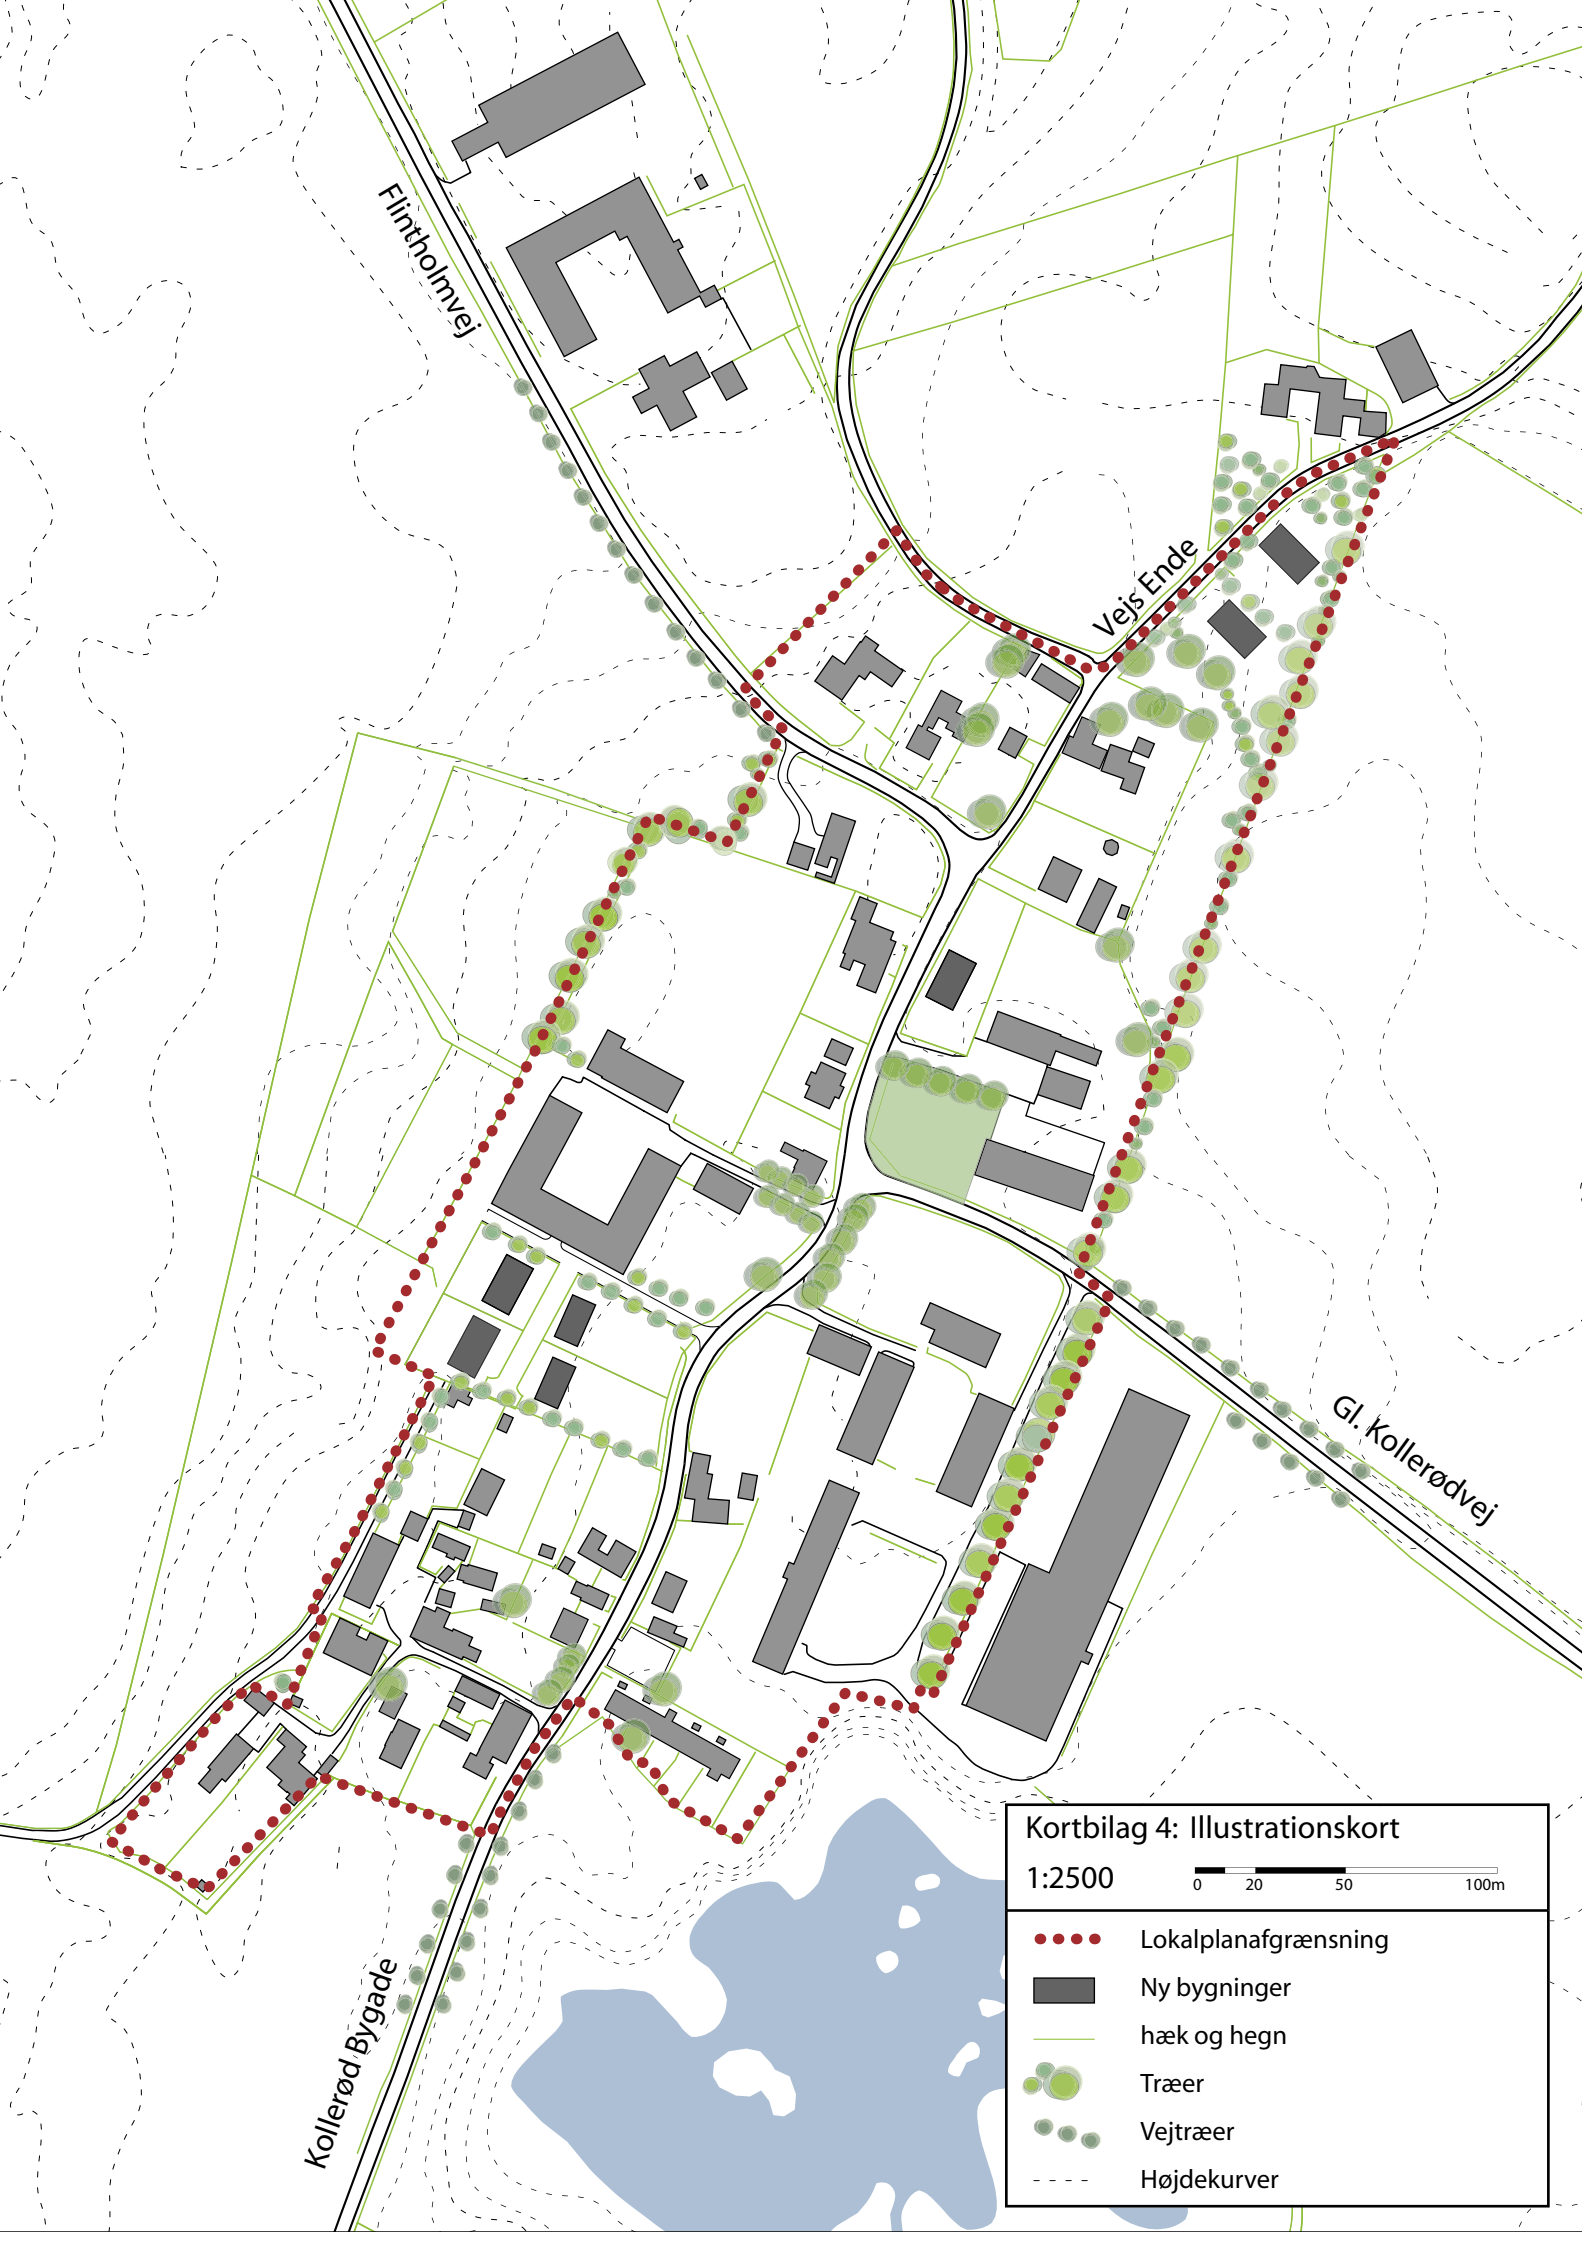 Flintholmvej
Vejs Ende
Gl. Kollerødvej
Kollerød Bygade
Kortbilag 4: Illustrationskort
1:2500
0 20 50 100m
Lokalplanafgrænsning
Ny bygninger
hæk og hegn
Træer
Vejtræer
Højdekurver